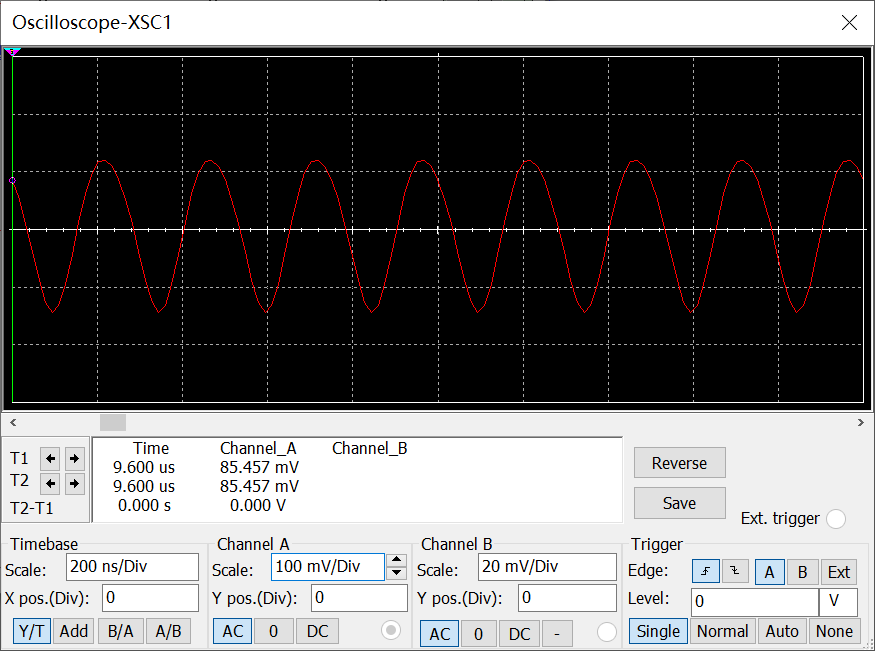 Oscilloscope-XSC1
Time Channel_A Channel_B
T1 9.600 us 85.457 mV
T2 9.600 us 85.457 mV
T2-T1 0.000 s 0.000 V
Reverse
Save
Ext. trigger
Timebase
Scale: 200 ns/Div
X pos.(Div): 0
Y/T Add B/A A/B
Channel A
Scale: 100 mV/Div
Y pos.(Div): 0
AC 0 DC
Channel B
Scale: 20 mV/Div
Y pos.(Div): 0
AC 0 DC -
Trigger
Edge: A B Ext
Level: 0 V
Single Normal Auto None